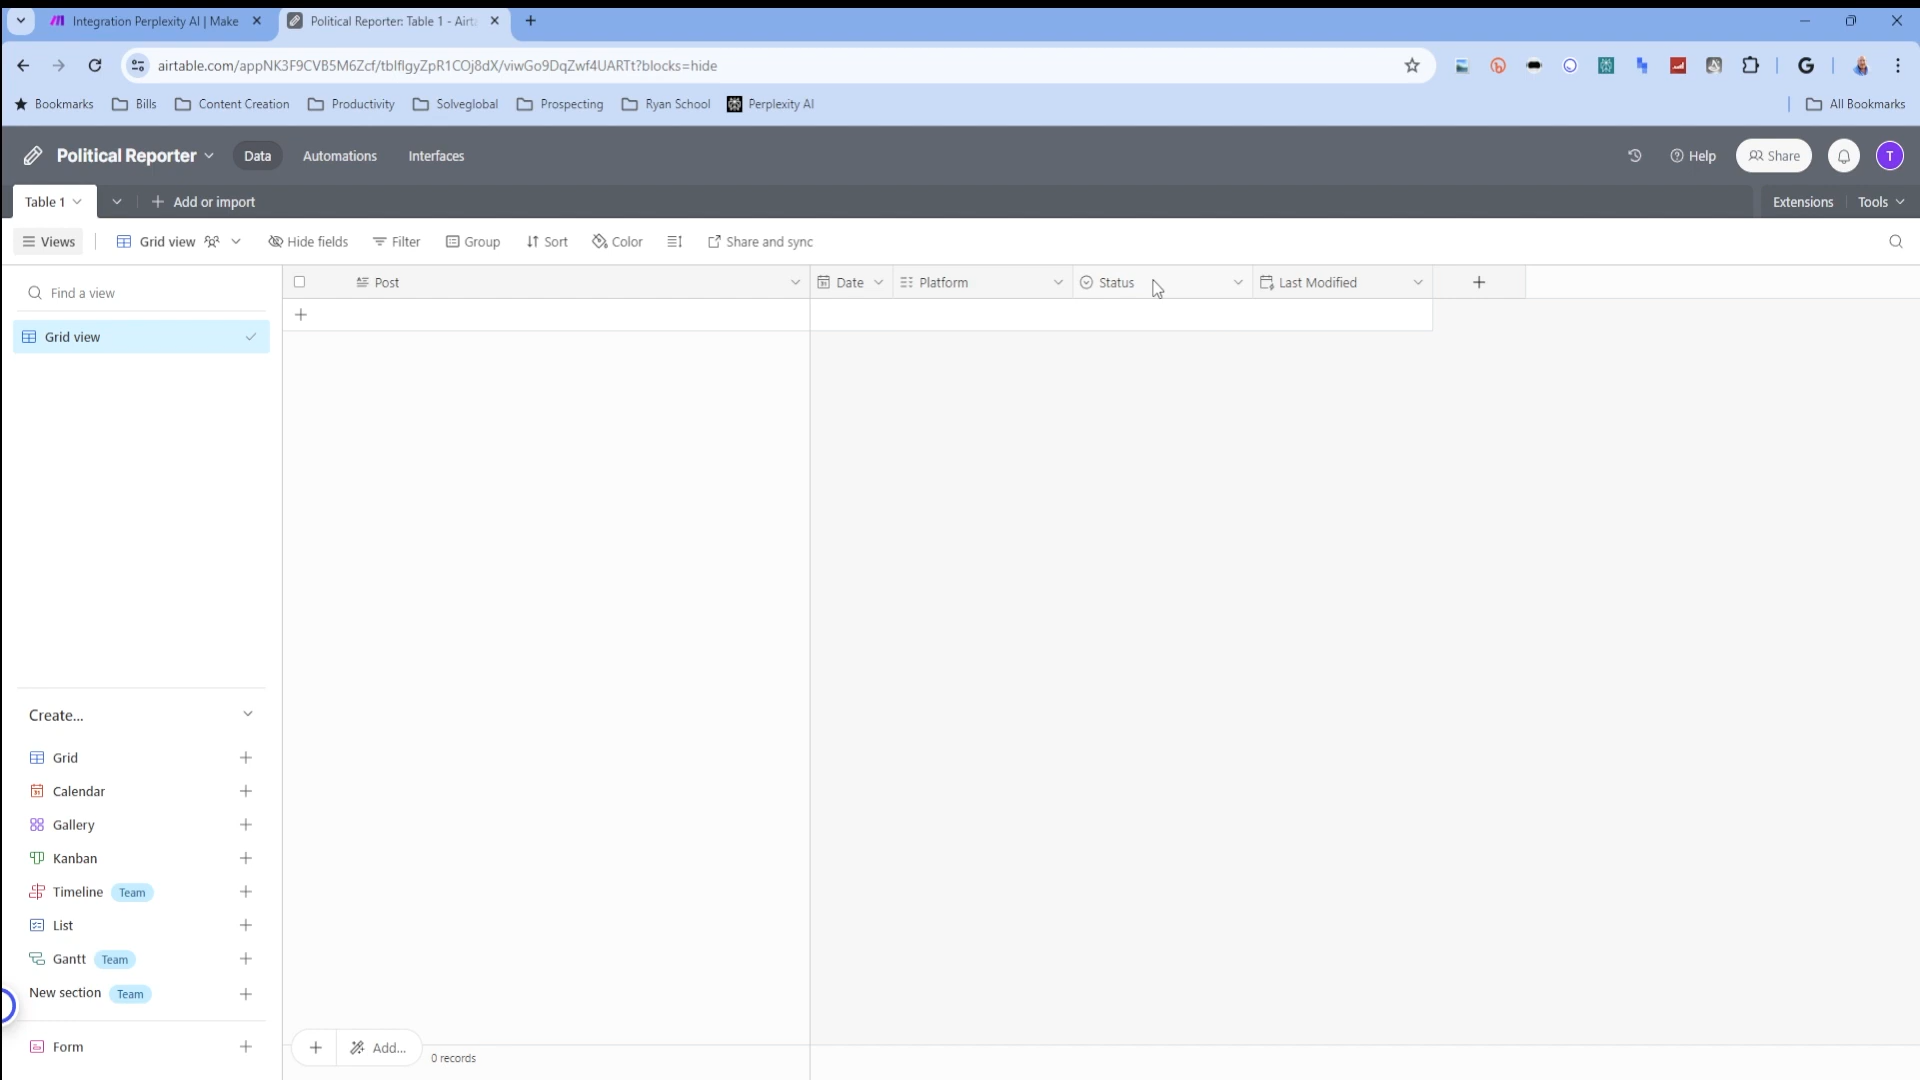 Integration Perplexity AI | Make
Political Reporter: Table 1 - Airt
airtable.com/appNK3F9CVB5M6Zcf/tblflgyZpR1COj8dX/viwGo9DqZwf4UARTt?blocks=hide
Bookmarks Bills Content Creation Productivity Solveglobal Prospecting Ryan School Perplexity AI All Bookmarks
Political Reporter Data Automations Interfaces Help Share T
Table 1 Add or import Extensions Tools
Views Grid view Hide fields Filter Group Sort Color Share and sync
Find a view
Post Date Platform Status Last Modified
Grid view
Create...
Grid
Calendar
Gallery
Kanban
Timeline Team
List
Gantt Team
New section Team
Form
Add...
0 records